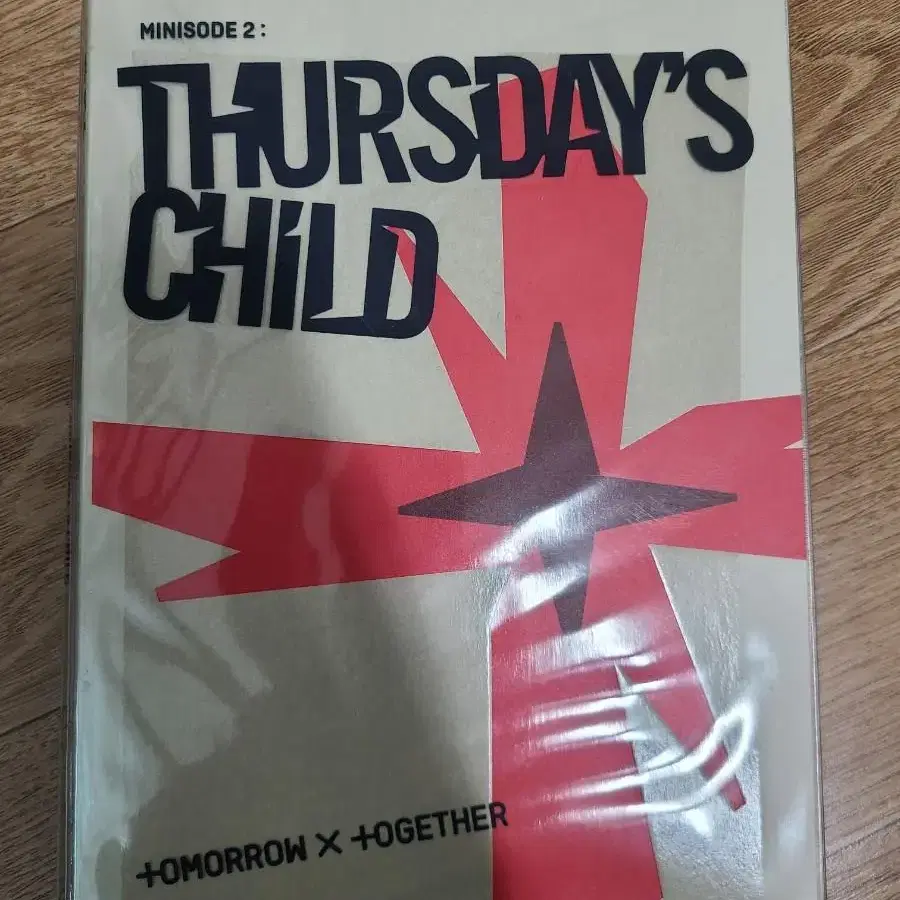 MINISODE 2 :
THURSDAY'S
CHILD
TOMORROW X TOGETHER